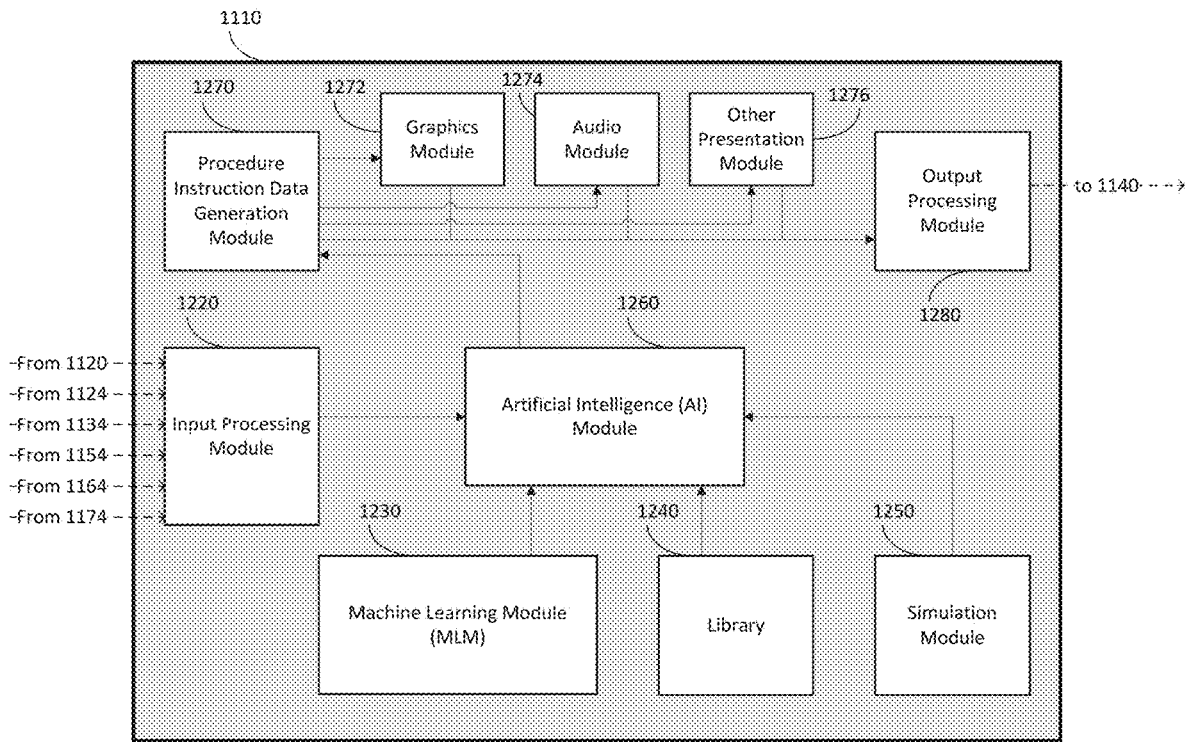 1110
1270
1272
1274
1276
Graphics
Module
Audio
Module
Other
Presentation
Module
Procedure
Instruction Data
Generation
Module
Output
Processing
Module
to 1140
1280
1220
1260
From 1120
From 1124
From 1134
From 1154
From 1164
From 1174
Input Processing
Module
Artificial Intelligence (AI)
Module
1230
1240
1250
Machine Learning Module
(MLM)
Library
Simulation
Module